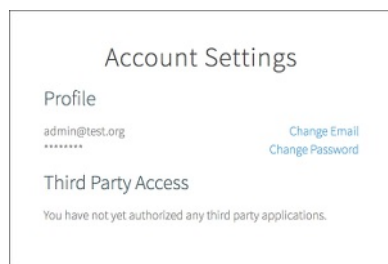 Account Settings
Profile
admin@test.org Change Email
******** Change Password
Third Party Access
You have not yet authorized any third party applications.